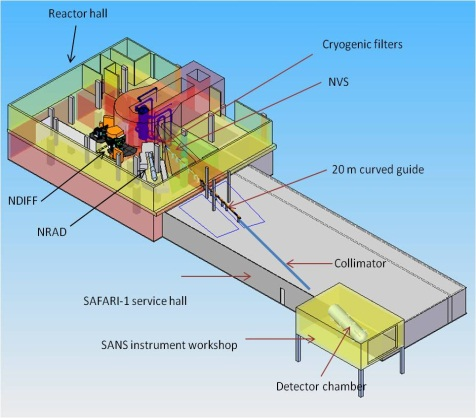 Reactor hall
Cryogenic filters
NVS
20 m curved guide
NDIFF
NRAD
Collimator
SAFARI-1 service hall
SANS instrument workshop
Detector chamber